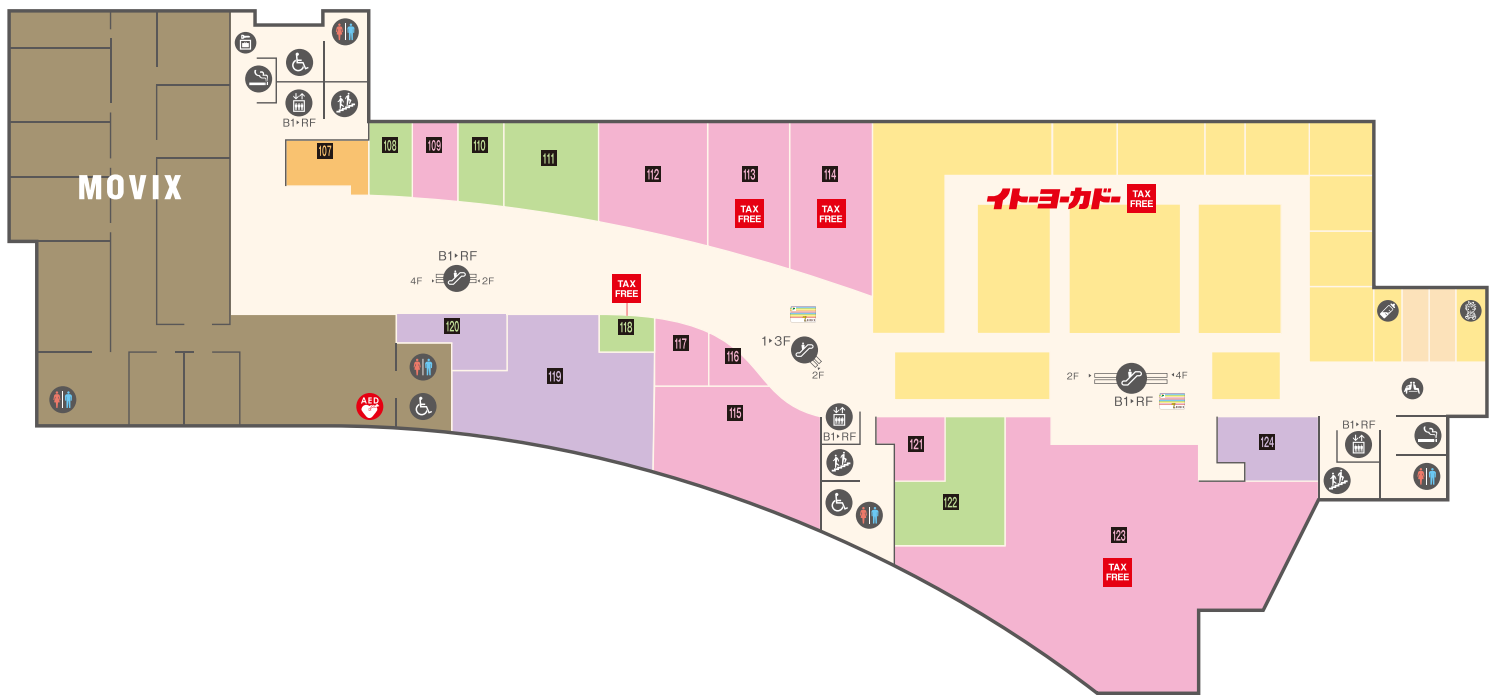 B1▸RF
107
108
109
110
111
112
113
TAX
FREE
114
TAX
FREE
MOVIX
イトーヨーカドー
TAX
FREE
B1▸RF
4F
2F
TAX
FREE
120
118
117
116
119
115
1▸3F
2F
AED
B1▸RF
2F
4F
B1▸RF
121
122
123
TAX
FREE
124
B1▸RF